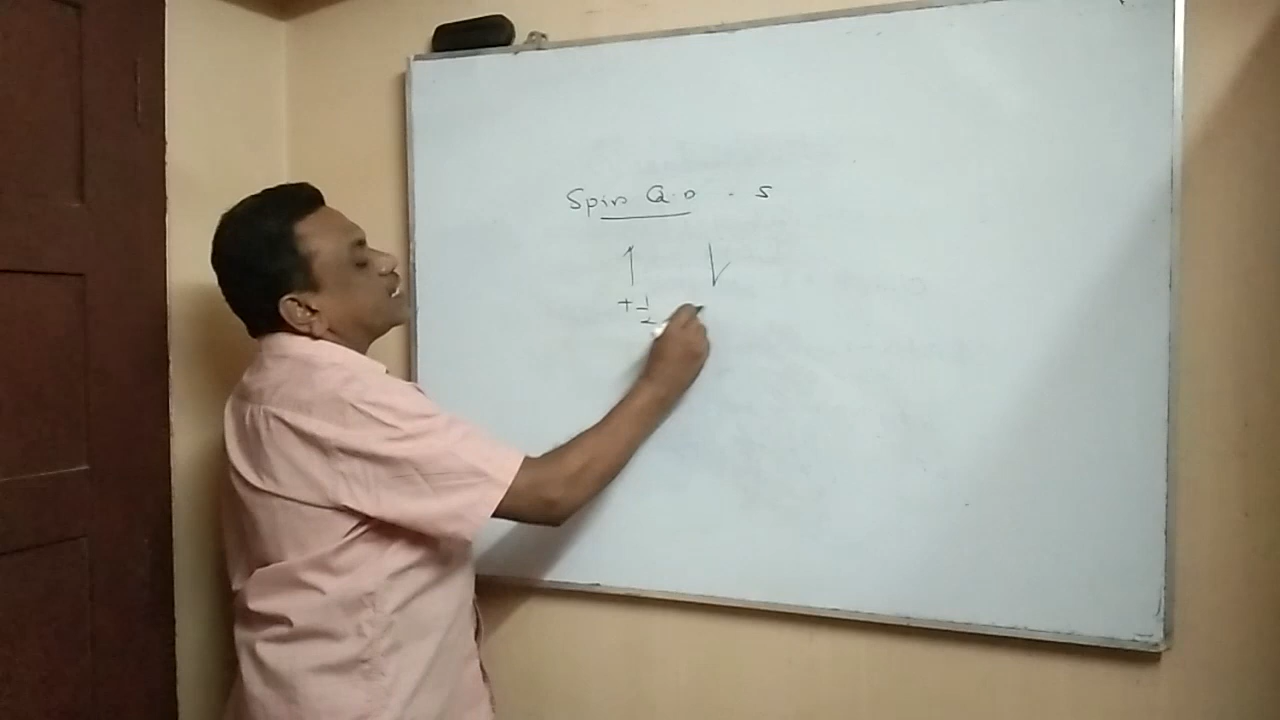 Spin Q.n - s
↑ ↓
+1/2